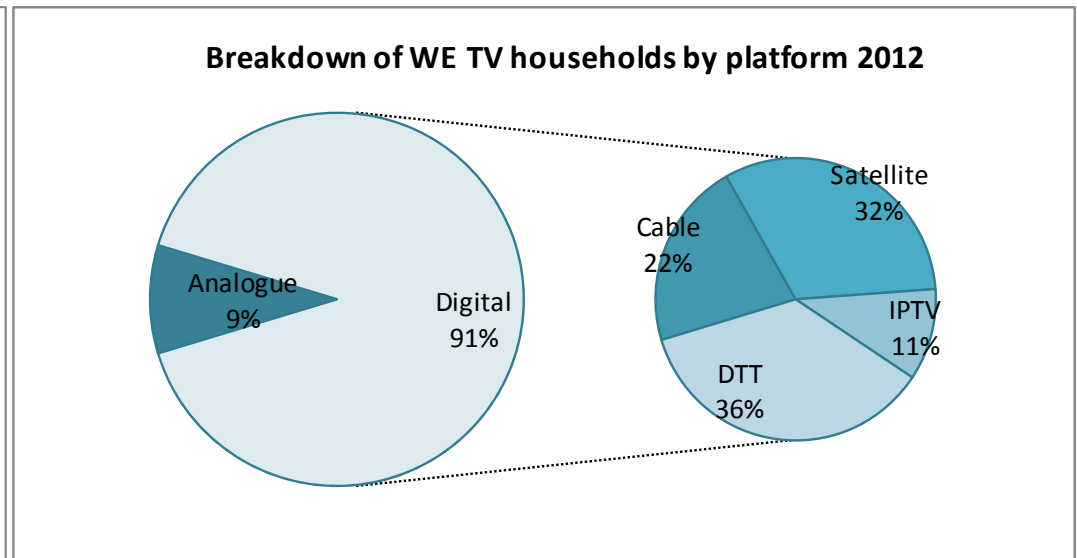 Breakdown of WE TV households by platform 2012
Satellite
32%
Cable
22%
Analogue
9%
Digital
91%
IPTV
11%
DTT
36%